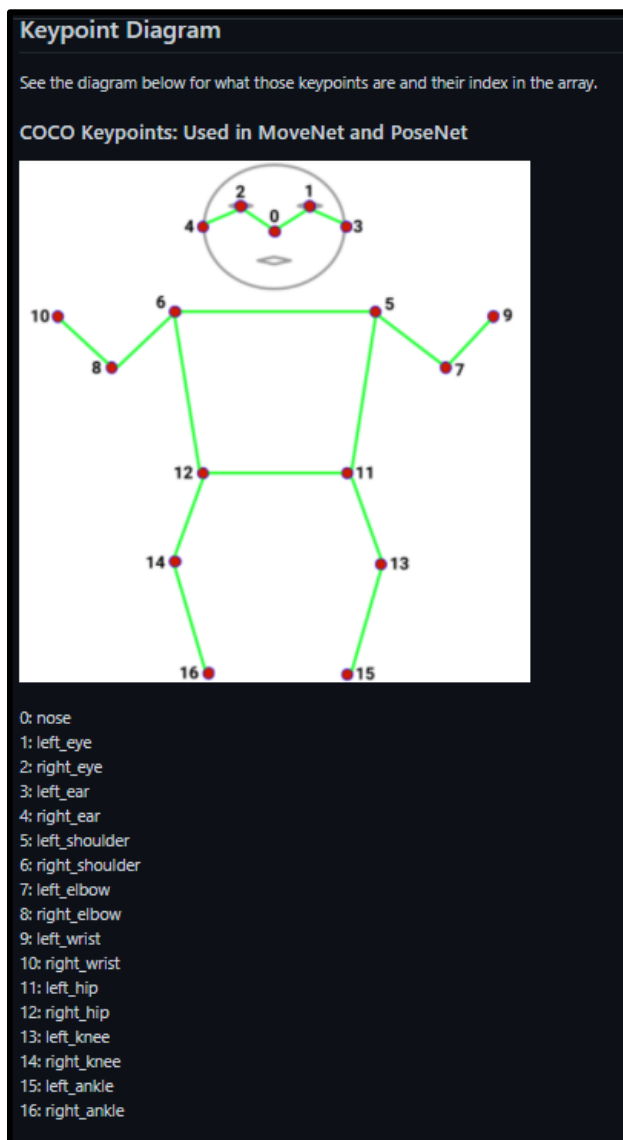 Keypoint Diagram
See the diagram below for what those keypoints are and their index in the array.
COCO Keypoints: Used in MoveNet and PoseNet
2 1
4 0 3
6 5
10 9
8 7
12 11
14 13
16 15
0: nose
1: left_eye
2: right_eye
3: left_ear
4: right_ear
5: left_shoulder
6: right_shoulder
7: left_elbow
8: right_elbow
9: left_wrist
10: right_wrist
11: left_hip
12: right_hip
13: left_knee
14: right_knee
15: left_ankle
16: right_ankle